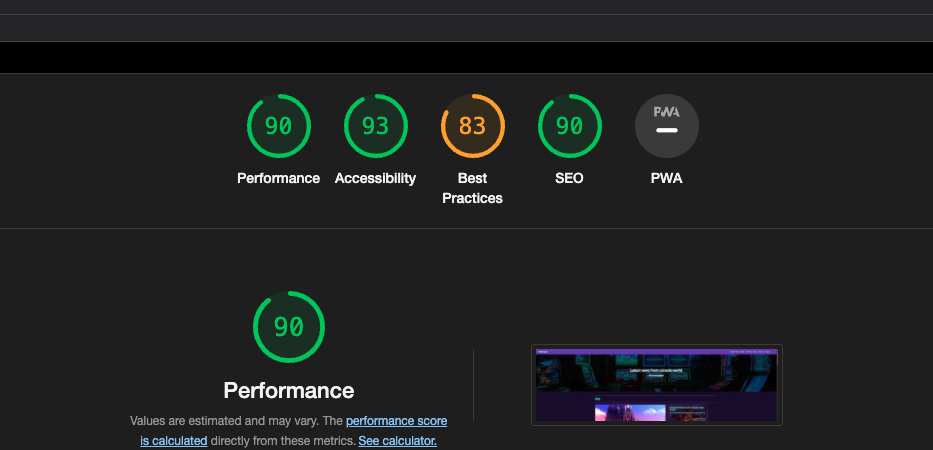 90
93
83
90
PWA
Performance
Accessibility
Best
Practices
SEO
PWA
90
Performance
Values are estimated and may vary. The performance score
is calculated directly from these metrics. See calculator.
Latest news from console world